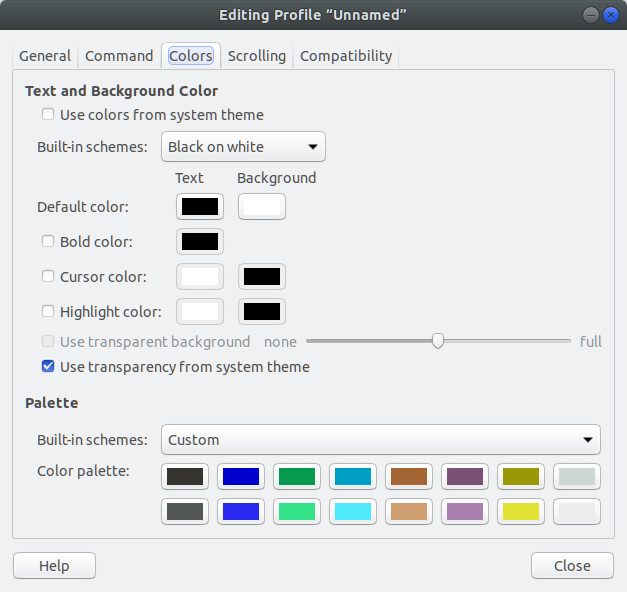 Editing Profile “Unnamed”
General Command Colors Scrolling Compatibility
Text and Background Color
Use colors from system theme
Built-in schemes: Black on white
Text Background
Default color:
Bold color:
Cursor color:
Highlight color:
Use transparent background none full
Use transparency from system theme
Palette
Built-in schemes: Custom
Color palette:
Help Close